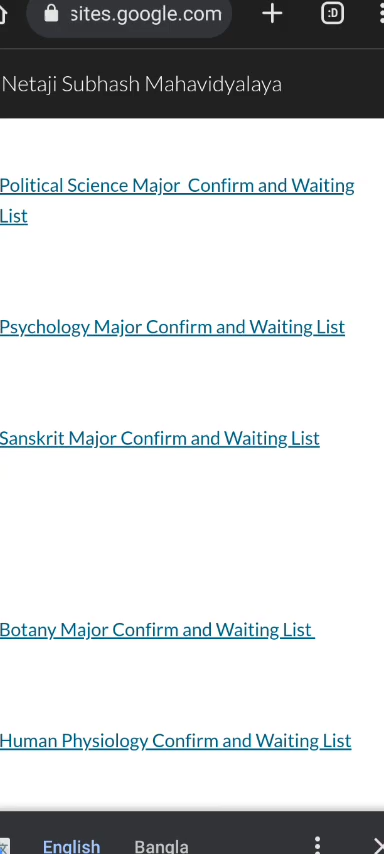 sites.google.com
:D
Netaji Subhash Mahavidyalaya
Political Science Major Confirm and Waiting
List
Psychology Major Confirm and Waiting List
Sanskrit Major Confirm and Waiting List
Botany Major Confirm and Waiting List
Human Physiology Confirm and Waiting List
English Bangla